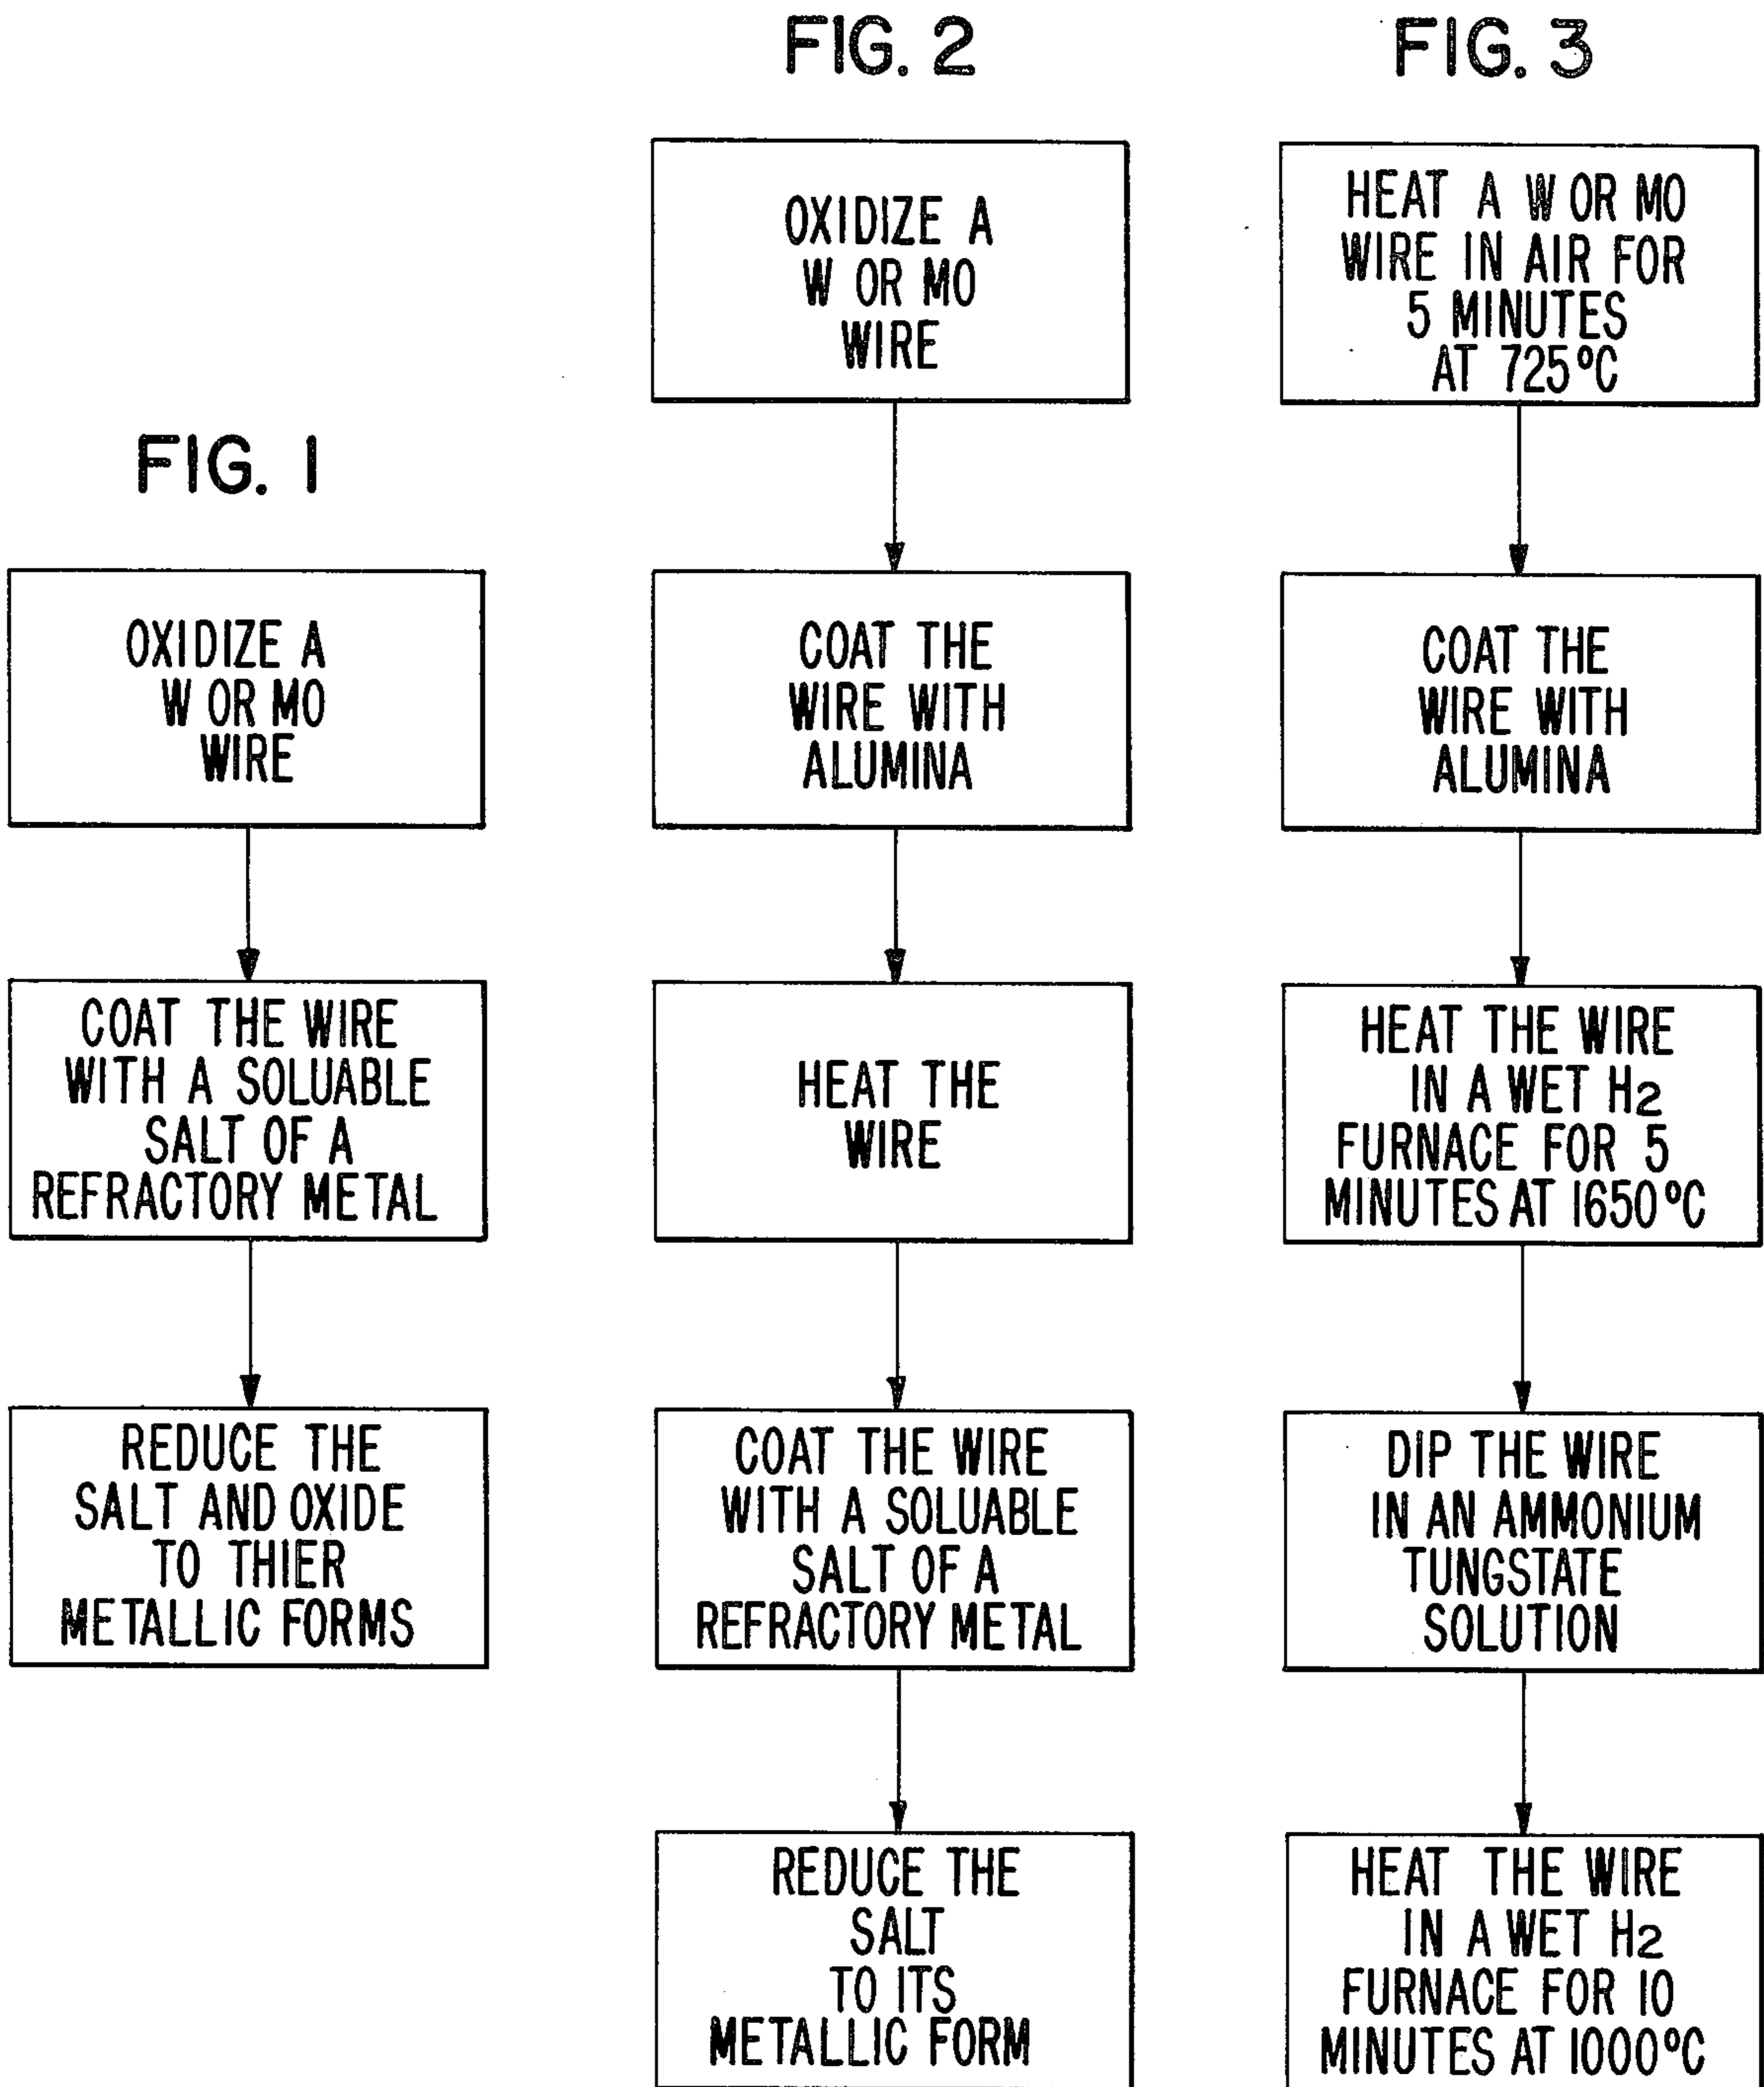 FIG. 1
OXIDIZE A
W OR MO
WIRE
COAT THE WIRE
WITH A SOLUABLE
SALT OF A
REFRACTORY METAL
REDUCE THE
SALT AND OXIDE
TO THIER
METALLIC FORMS
FIG. 2
OXIDIZE A
W OR MO
WIRE
COAT THE
WIRE WITH
ALUMINA
HEAT THE
WIRE
COAT THE WIRE
WITH A SOLUABLE
SALT OF A
REFRACTORY METAL
REDUCE THE
SALT
TO ITS
METALLIC FORM
FIG. 3
HEAT A W OR MO
WIRE IN AIR FOR
5 MINUTES
AT 725°C
COAT THE
WIRE WITH
ALUMINA
HEAT THE WIRE
IN A WET H2
FURNACE FOR 5
MINUTES AT 1650°C
DIP THE WIRE
IN AN AMMONIUM
TUNGSTATE
SOLUTION
HEAT THE WIRE
IN A WET H2
FURNACE FOR 10
MINUTES AT 1000°C